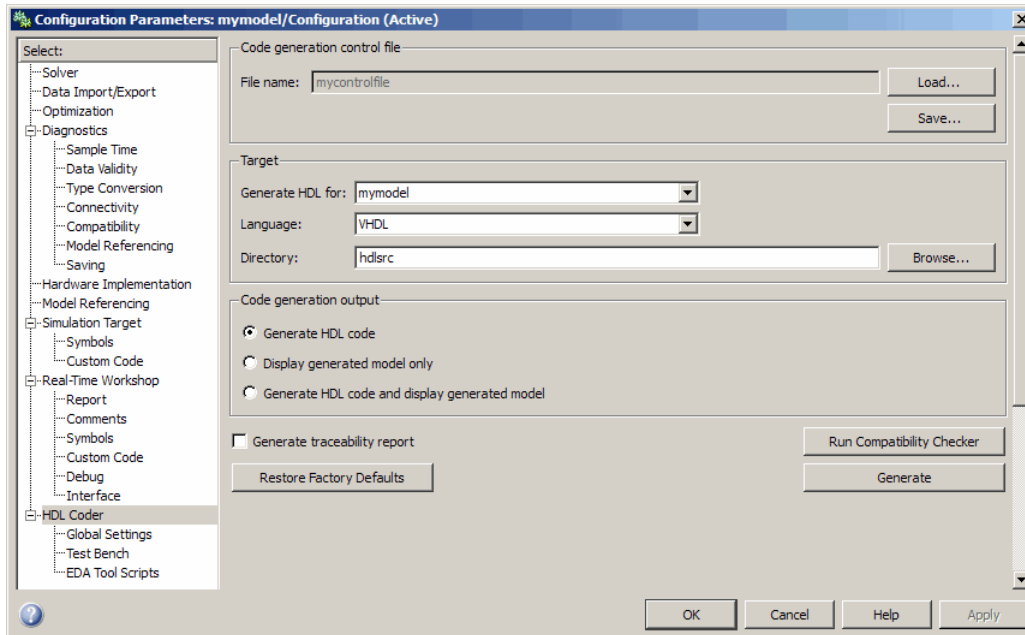 Configuration Parameters: mymodel/Configuration (Active)
Select:
Solver
Data Import/Export
Optimization
Diagnostics
Sample Time
Data Validity
Type Conversion
Connectivity
Compatibility
Model Referencing
Saving
Hardware Implementation
Model Referencing
Simulation Target
Symbols
Custom Code
Real-Time Workshop
Report
Comments
Symbols
Custom Code
Debug
Interface
HDL Coder
Global Settings
Test Bench
EDA Tool Scripts
Code generation control file
File name: mycontrolfile Load...
Save...
Target
Generate HDL for: mymodel
Language: VHDL
Directory: hdlsrc Browse...
Code generation output
Generate HDL code
Display generated model only
Generate HDL code and display generated model
Generate traceability report Run Compatibility Checker
Restore Factory Defaults Generate
OK Cancel Help Apply